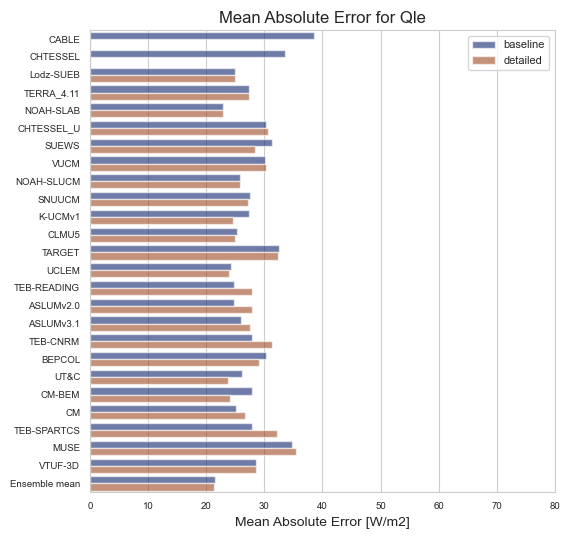 Mean Absolute Error for Qle
baseline
detailed
CABLE
CHTESSEL
Lodz-SUEB
TERRA_4.11
NOAH-SLAB
CHTESSEL_U
SUEWS
VUCM
NOAH-SLUCM
SNUUCM
K-UCMv1
CLMU5
TARGET
UCLEM
TEB-READING
ASLUMv2.0
ASLUMv3.1
TEB-CNRM
BEPCOL
UT&C
CM-BEM
CM
TEB-SPARTCS
MUSE
VTUF-3D
Ensemble mean
0 10 20 30 40 50 60 70 80
Mean Absolute Error [W/m2]